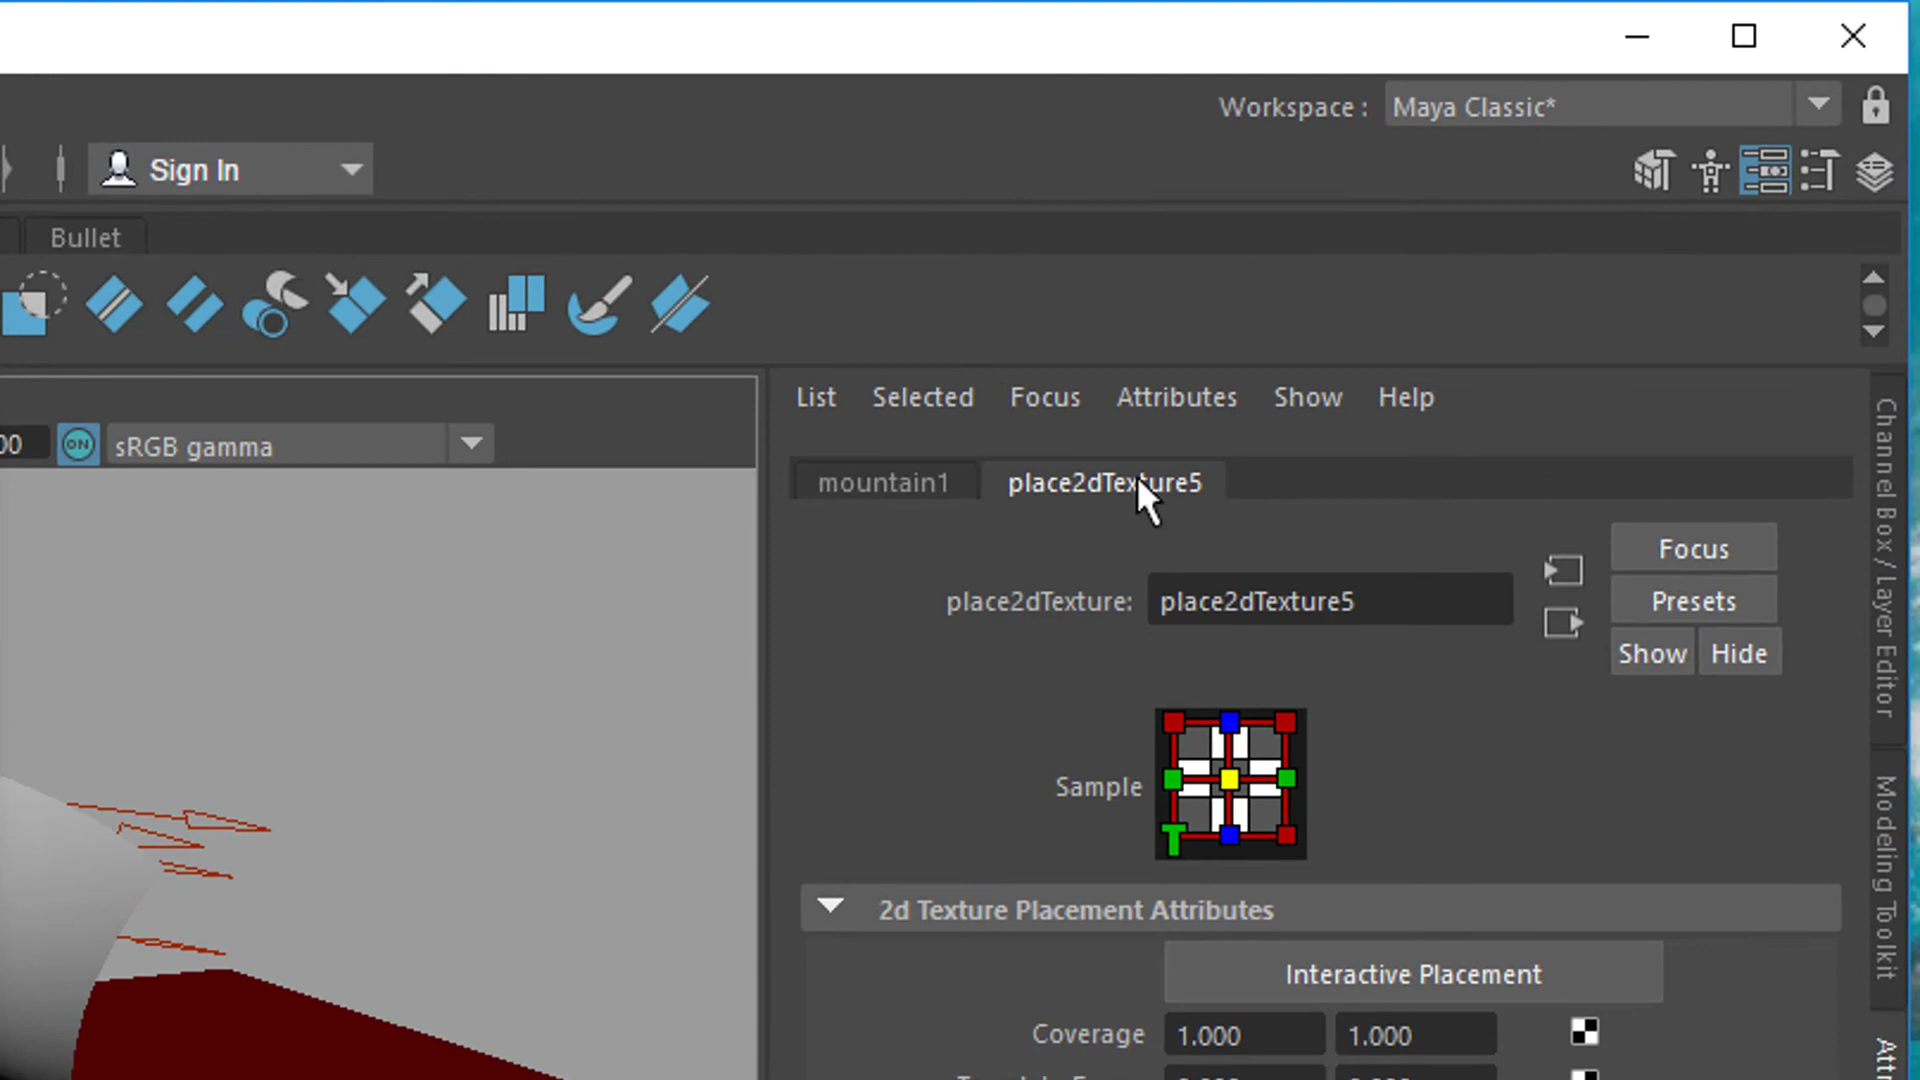 Workspace : Maya Classic*
Sign In
Bullet
List Selected Focus Attributes Show Help
00 ON sRGB gamma
mountain1 place2dTexture5
Focus
place2dTexture: place2dTexture5
Presets
Show Hide
Sample
T
2d Texture Placement Attributes
Interactive Placement
Coverage 1.000 1.000
Channel Box / Layer Editor
Modeling Toolkit